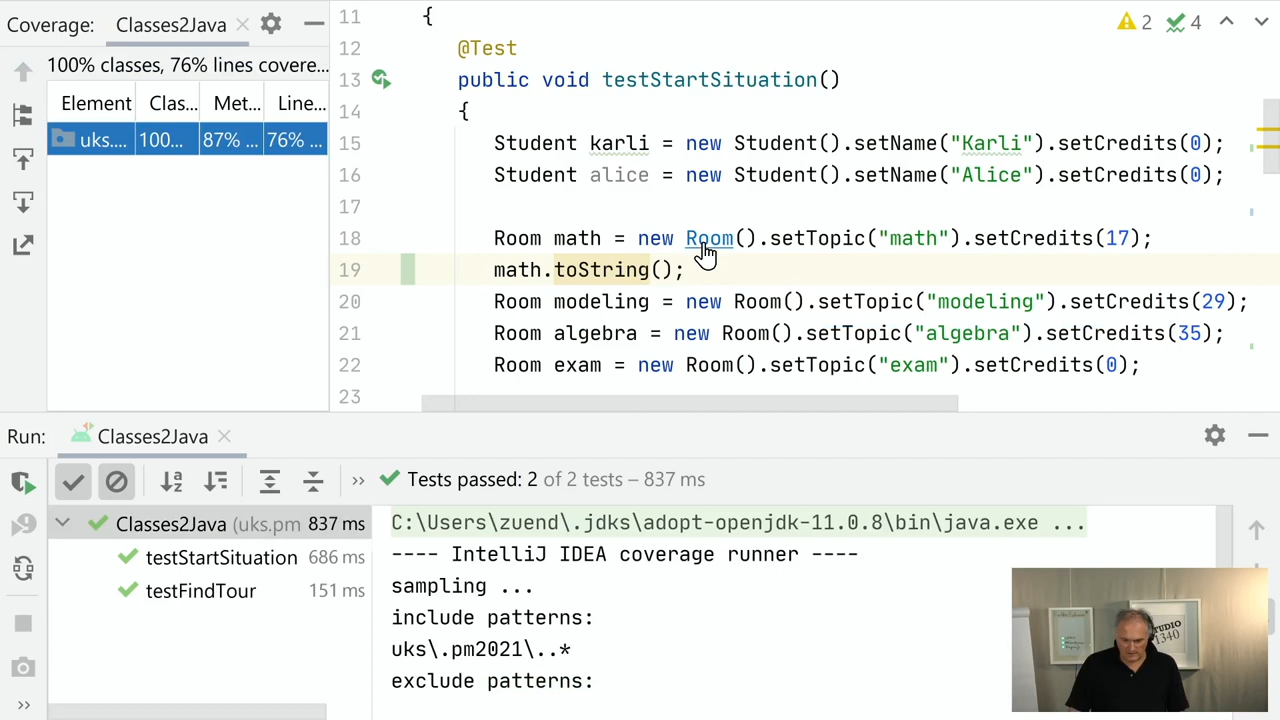 Coverage: Classes2Java
100% classes, 76% lines covere...
Element Clas... Met... Line...
uks.... 100... 87% ... 76% ...
11 {
12 @Test
13 public void testStartSituation()
14 {
15 Student karli = new Student().setName("Karli").setCredits(0);
16 Student alice = new Student().setName("Alice").setCredits(0);
17
18 Room math = new Room().setTopic("math").setCredits(17);
19 math.toString();
20 Room modeling = new Room().setTopic("modeling").setCredits(29);
21 Room algebra = new Room().setTopic("algebra").setCredits(35);
22 Room exam = new Room().setTopic("exam").setCredits(0);
23
2 4
Run: Classes2Java
Tests passed: 2 of 2 tests – 837 ms
Classes2Java (uks.pm 837 ms
testStartSituation 686 ms
testFindTour 151 ms
C:\Users\zuend\.jdks\adopt-openjdk-11.0.8\bin\java.exe ...
---- IntelliJ IDEA coverage runner ----
sampling ...
include patterns:
uks\.pm2021\..*
exclude patterns:
STUDIO
1340